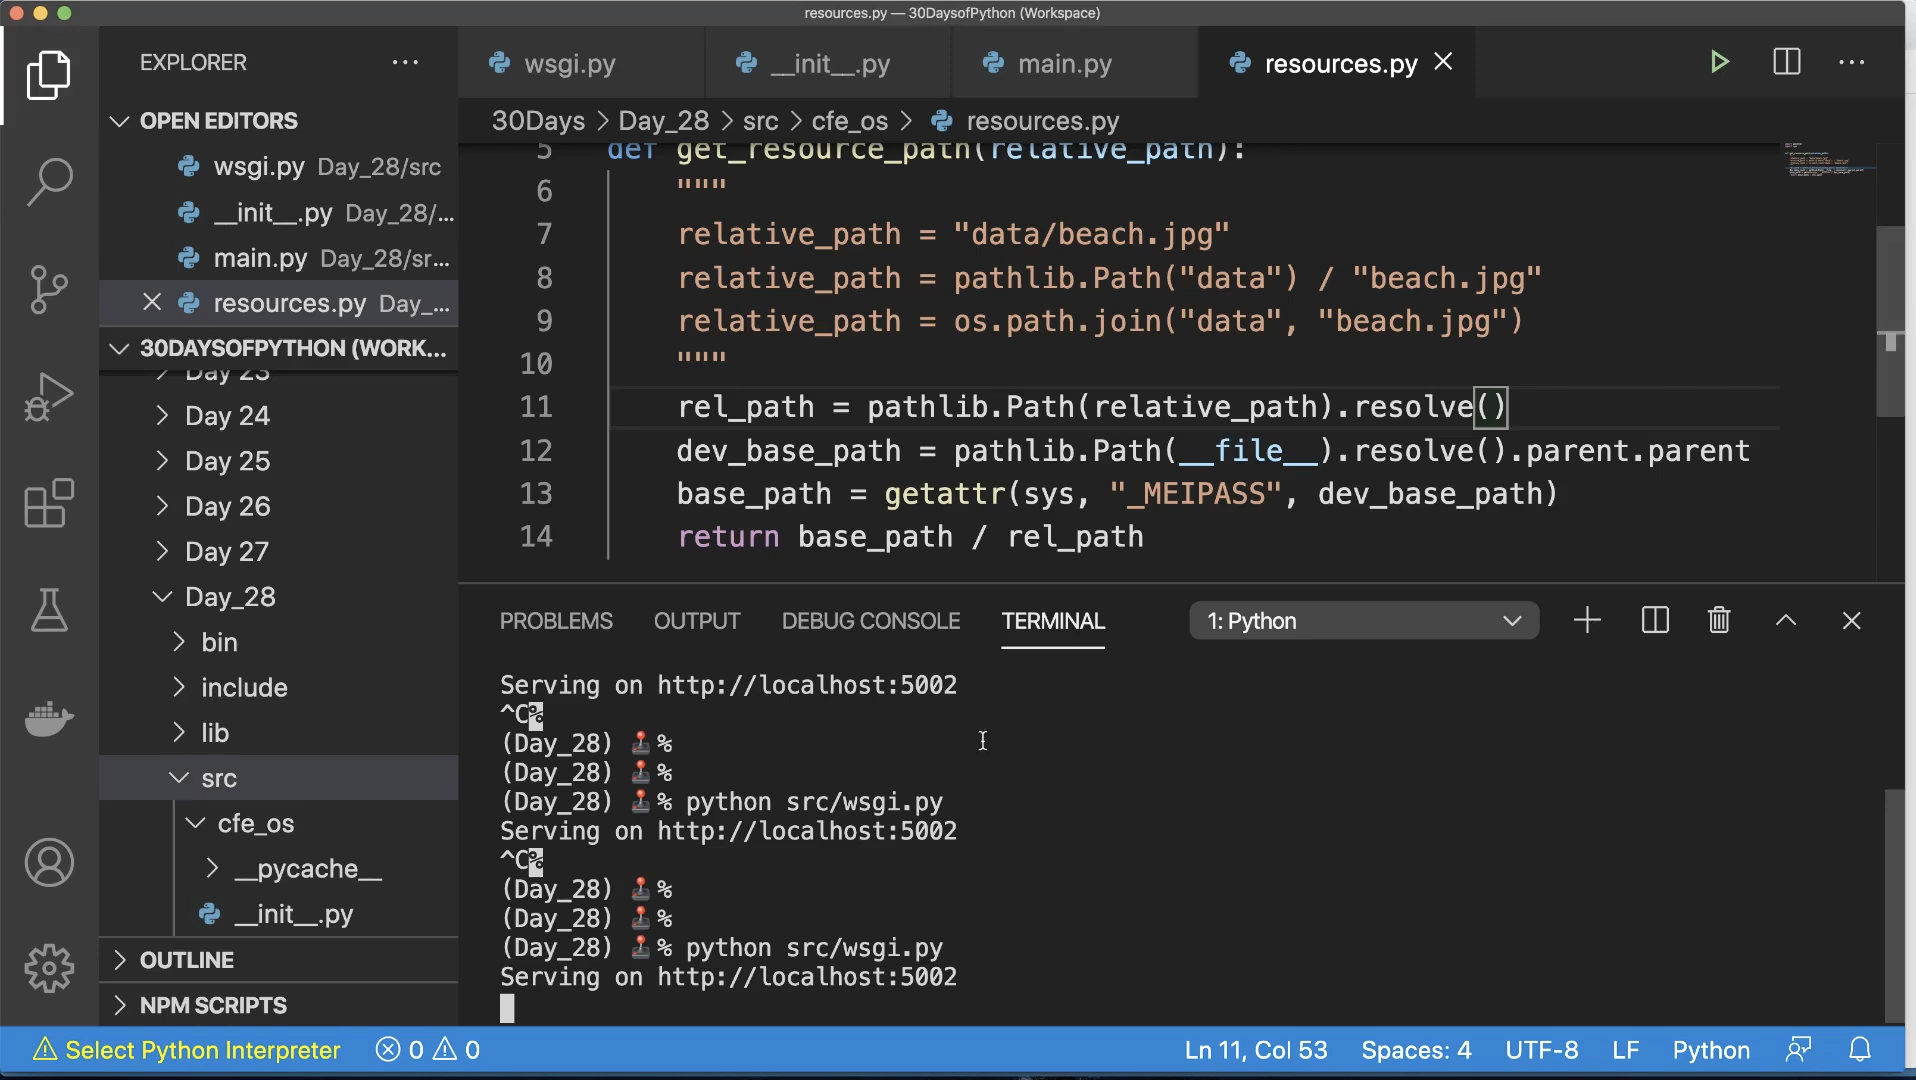 resources.py — 30DaysofPython (Workspace)
EXPLORER
OPEN EDITORS
wsgi.py Day_28/src
__init__.py Day_28/...
main.py Day_28/sr...
resources.py Day_...
30DAYSOFPYTHON (WORK...
Day 23
Day 24
Day 25
Day 26
Day 27
Day_28
bin
include
lib
src
cfe_os
__pycache__
__init__.py
OUTLINE
NPM SCRIPTS
wsgi.py
__init__.py
main.py
resources.py
30Days > Day_28 > src > cfe_os > resources.py
5 def get_resource_path(relative_path):
6 """
7 relative_path = "data/beach.jpg"
8 relative_path = pathlib.Path("data") / "beach.jpg"
9 relative_path = os.path.join("data", "beach.jpg")
10 """
11 rel_path = pathlib.Path(relative_path).resolve()
12 dev_base_path = pathlib.Path(__file__).resolve().parent.parent
13 base_path = getattr(sys, "_MEIPASS", dev_base_path)
14 return base_path / rel_path
PROBLEMS OUTPUT DEBUG CONSOLE TERMINAL 1: Python
Serving on http://localhost:5002
^C%
(Day_28) 🕹% 
(Day_28) 🕹% 
(Day_28) 🕹% python src/wsgi.py
Serving on http://localhost:5002
^C%
(Day_28) 🕹% 
(Day_28) 🕹% 
(Day_28) 🕹% python src/wsgi.py
Serving on http://localhost:5002
Select Python Interpreter 0 0 Ln 11, Col 53 Spaces: 4 UTF-8 LF Python